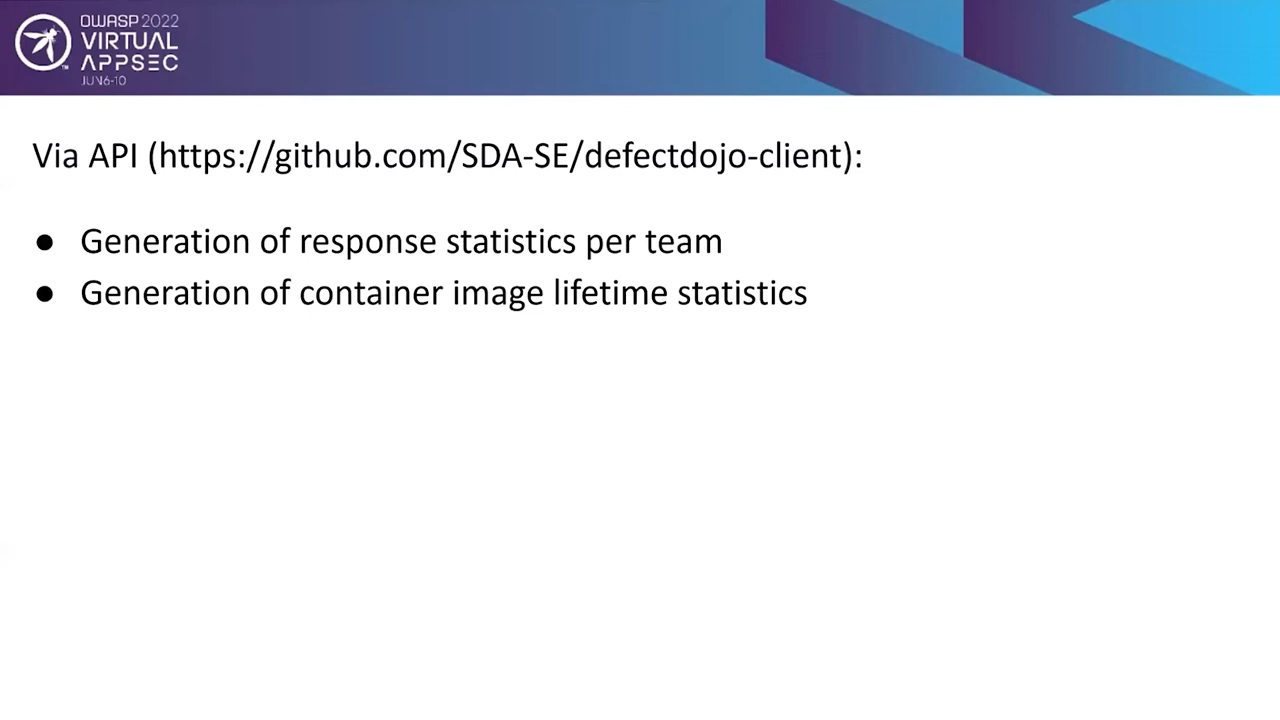 OWASP 2022
VIRTUAL
APPSEC
JUN 6-10
Via API (https://github.com/SDA-SE/defectdojo-client):
● Generation of response statistics per team
● Generation of container image lifetime statistics